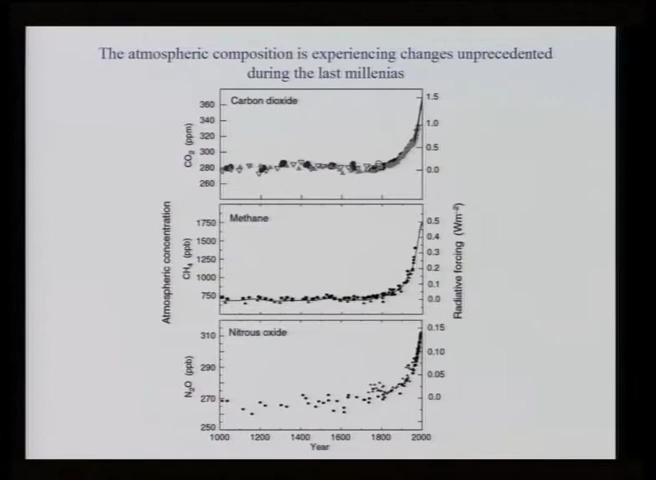 The atmospheric composition is experiencing changes unprecedented
during the last millenias
Carbon dioxide
360
340
320
300
280
260
CO₂ (ppm)
1.5
1.0
0.5
0.0
Methane
1750
1500
1250
1000
750
CH₄ (ppb)
0.5
0.4
0.3
0.2
0.1
0.0
Atmospheric concentration
Radiative forcing (Wm⁻²)
Nitrous oxide
310
290
270
250
N₂O (ppb)
0.15
0.10
0.05
0.0
1000 1200 1400 1600 1800 2000
Year